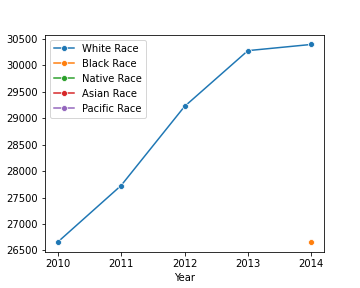 30500
30000
29500
29000
28500
28000
27500
27000
26500
White Race
Black Race
Native Race
Asian Race
Pacific Race
2010 2011 2012 2013 2014
Year